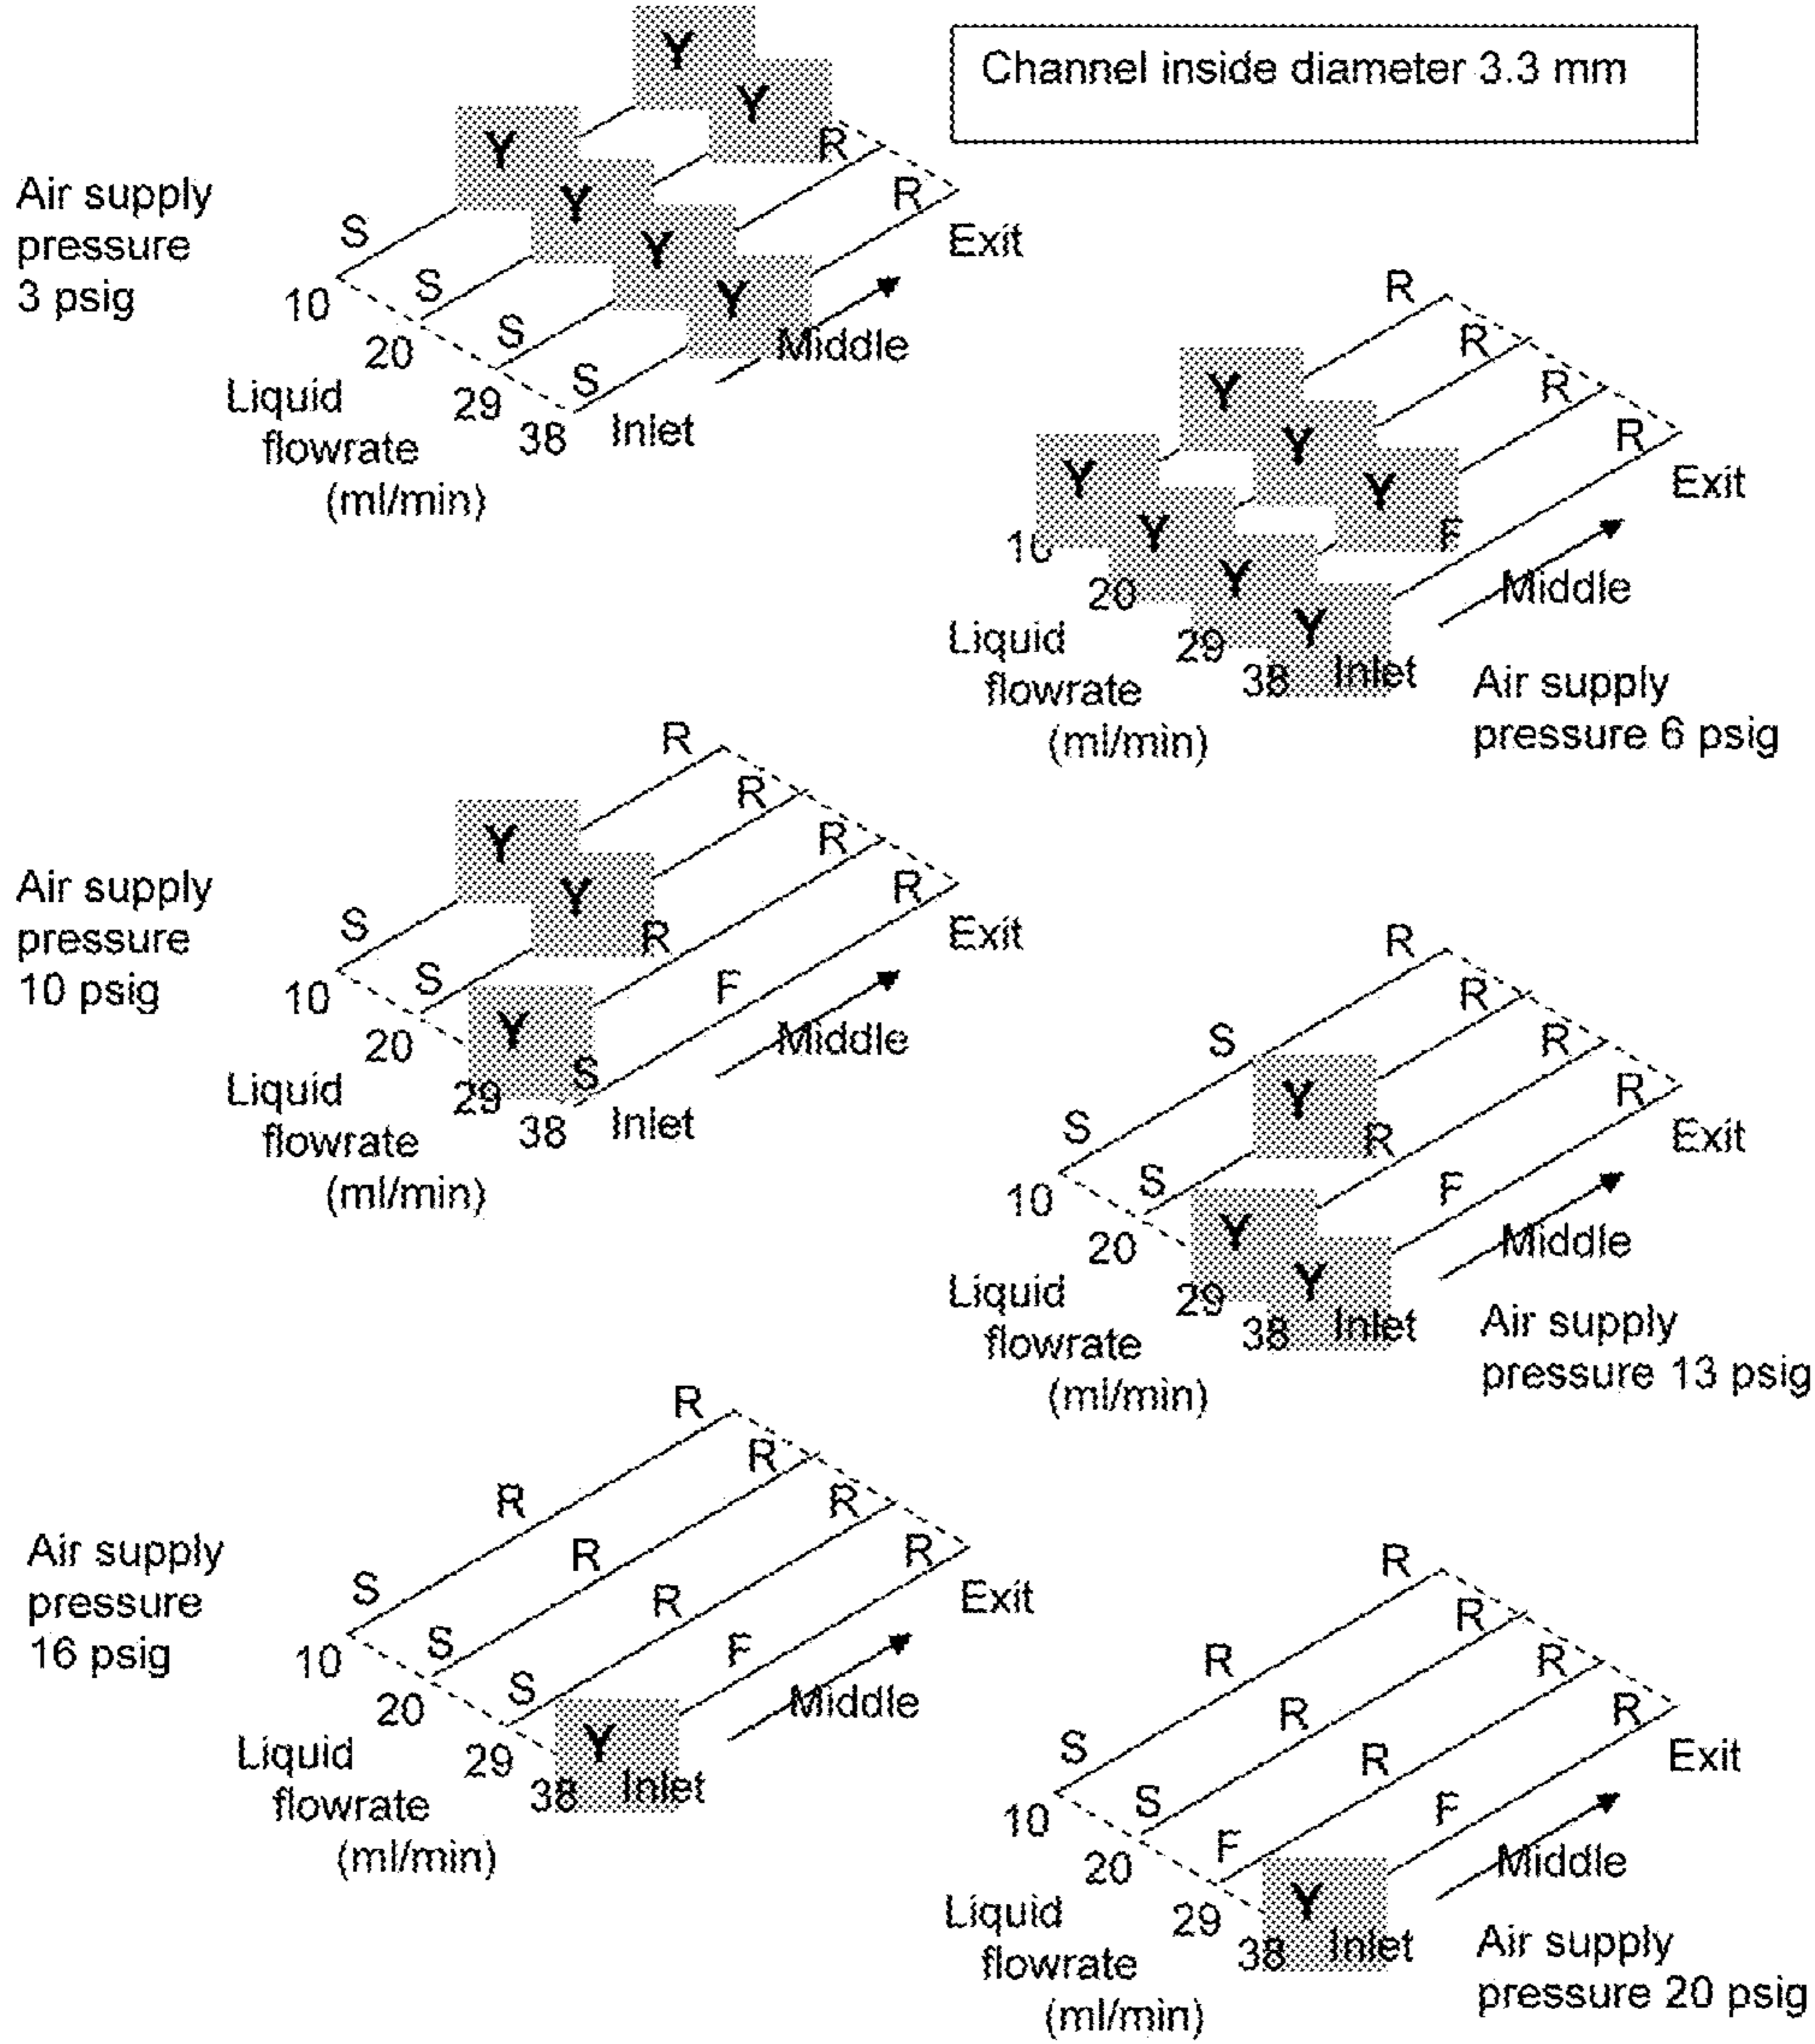 Channel inside diameter 3.3 mm
Air supply
pressure
3 psig
Y
Y
R
R
Y
Y
Y
Y
S
S
S
S
10
20
29
38
Liquid
flowrate
(ml/min)
Inlet
Middle
Exit
R
R
R
R
Y
Y
Y
F
Y
Y
Y
Y
10
20
29
38
Liquid
flowrate
(ml/min)
Inlet
Middle
Exit
Air supply
pressure 6 psig
Air supply
pressure
10 psig
R
R
R
R
Y
Y
R
F
S
S
Y
S
10
20
29
38
Liquid
flowrate
(ml/min)
Inlet
Middle
Exit
R
R
R
R
S
Y
R
F
S
S
Y
Y
10
20
29
38
Liquid
flowrate
(ml/min)
Inlet
Middle
Exit
Air supply
pressure 13 psig
Air supply
pressure
16 psig
R
R
R
R
R
R
R
F
S
S
S
Y
10
20
29
38
Liquid
flowrate
(ml/min)
Inlet
Middle
Exit
R
R
R
R
R
R
R
F
S
S
F
Y
10
20
29
38
Liquid
flowrate
(ml/min)
Inlet
Middle
Exit
Air supply
pressure 20 psig